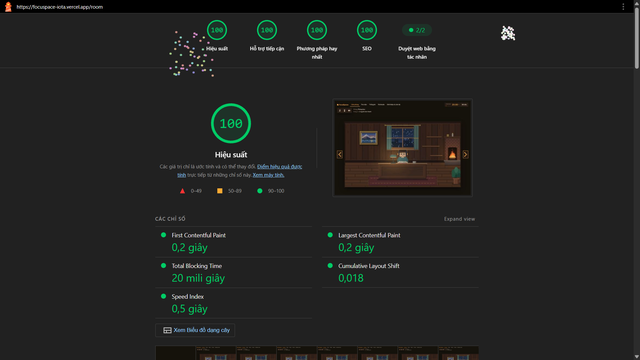 https://focuspace-iota.vercel.app/room
100
100
100
100
2/2
Hiệu suất
Hỗ trợ tiếp cận
Phương pháp hay
nhất
SEO
Duyệt web bằng
tác nhân
100
Hiệu suất
Các giá trị chỉ là ước tính và có thể thay đổi. Điểm hiệu quả được
tính trực tiếp từ những chỉ số này. Xem máy tính.
0–49
50–89
90–100
CÁC CHỈ SỐ
Expand view
First Contentful Paint
0,2 giây
Largest Contentful Paint
0,2 giây
Total Blocking Time
20 mili giây
Cumulative Layout Shift
0,018
Speed Index
0,5 giây
Xem Biểu đồ dạng cây